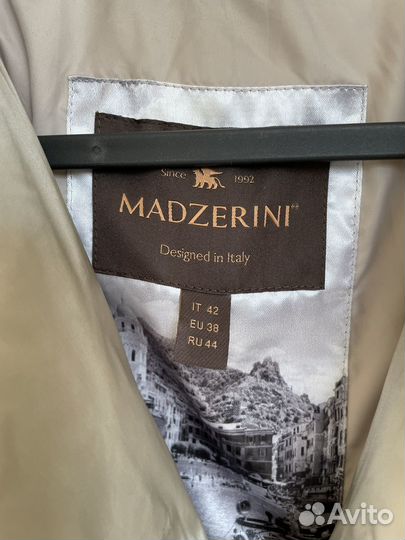 Since 1992
MADZERINI
Designed in Italy
IT 42
EU 38
RU 44
Avito